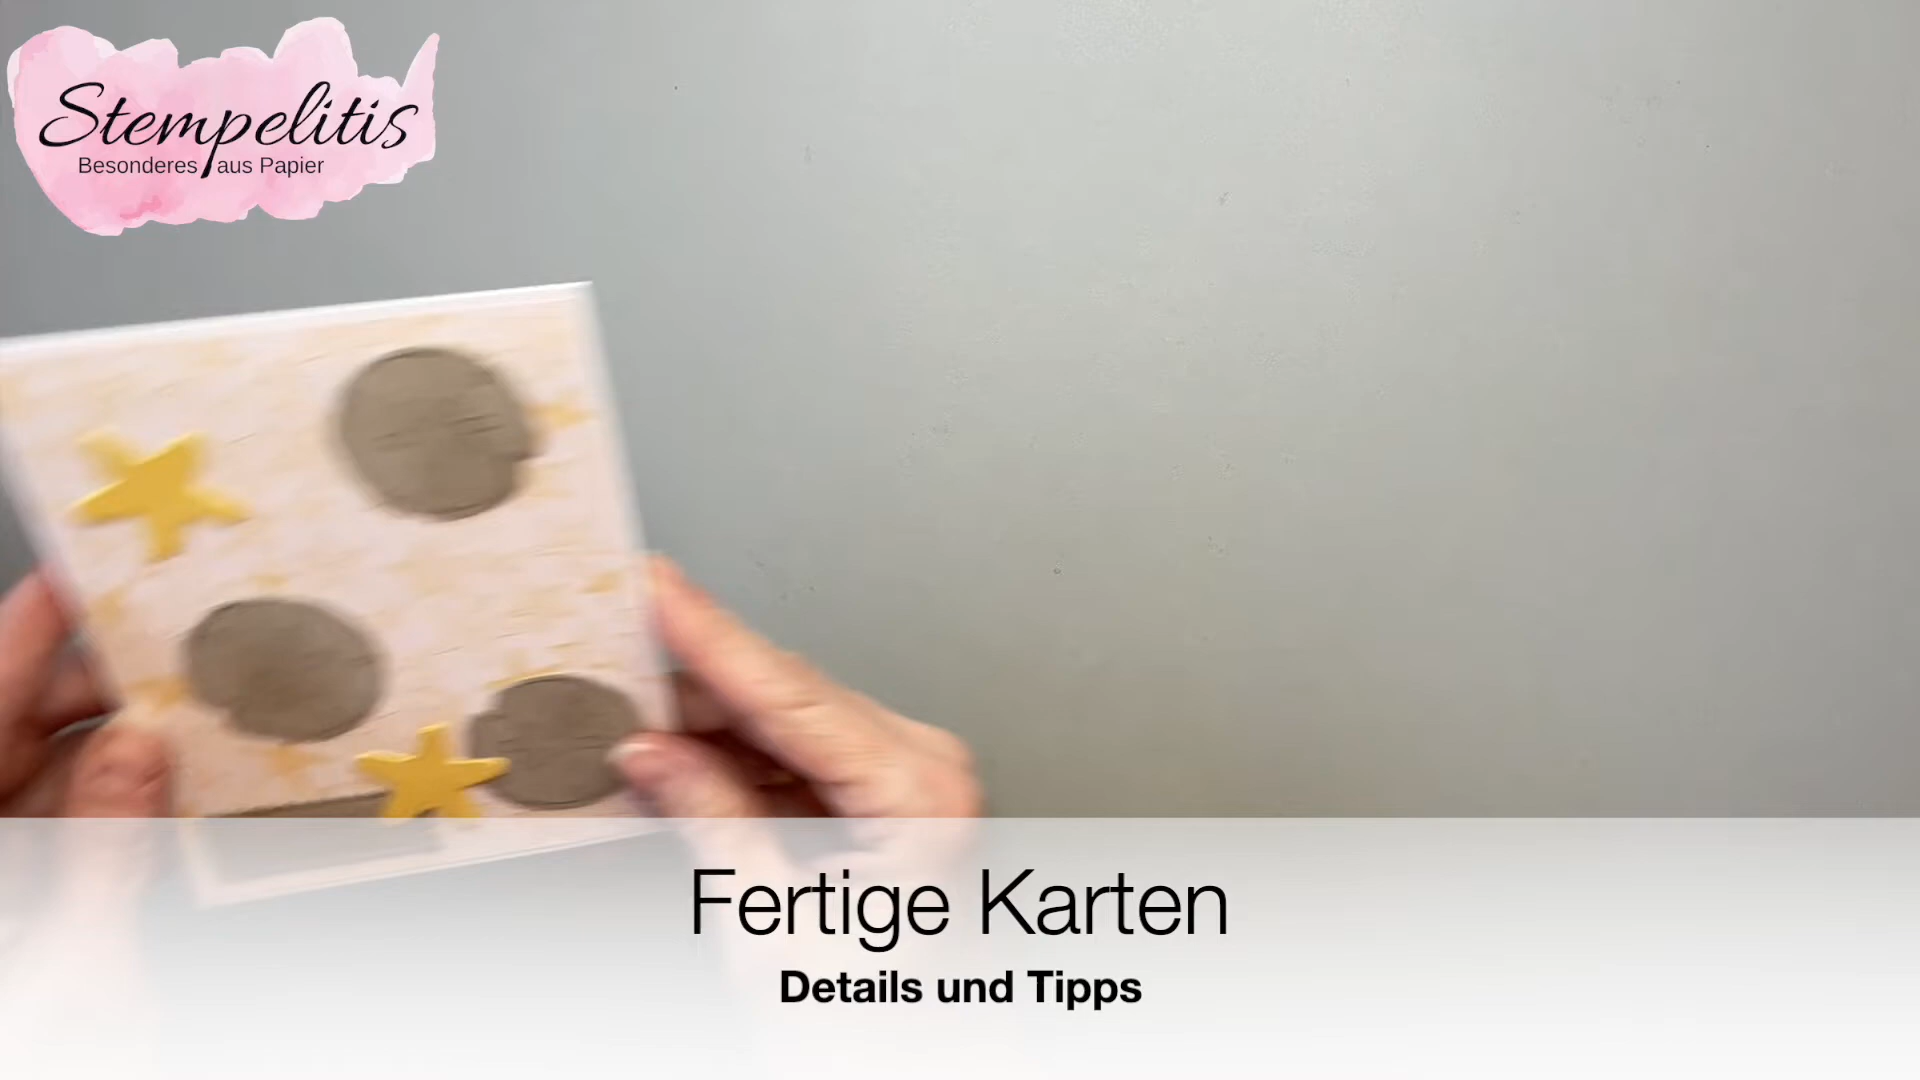 Stempelitis
Besonderes aus Papier
Fertige Karten
Details und Tipps